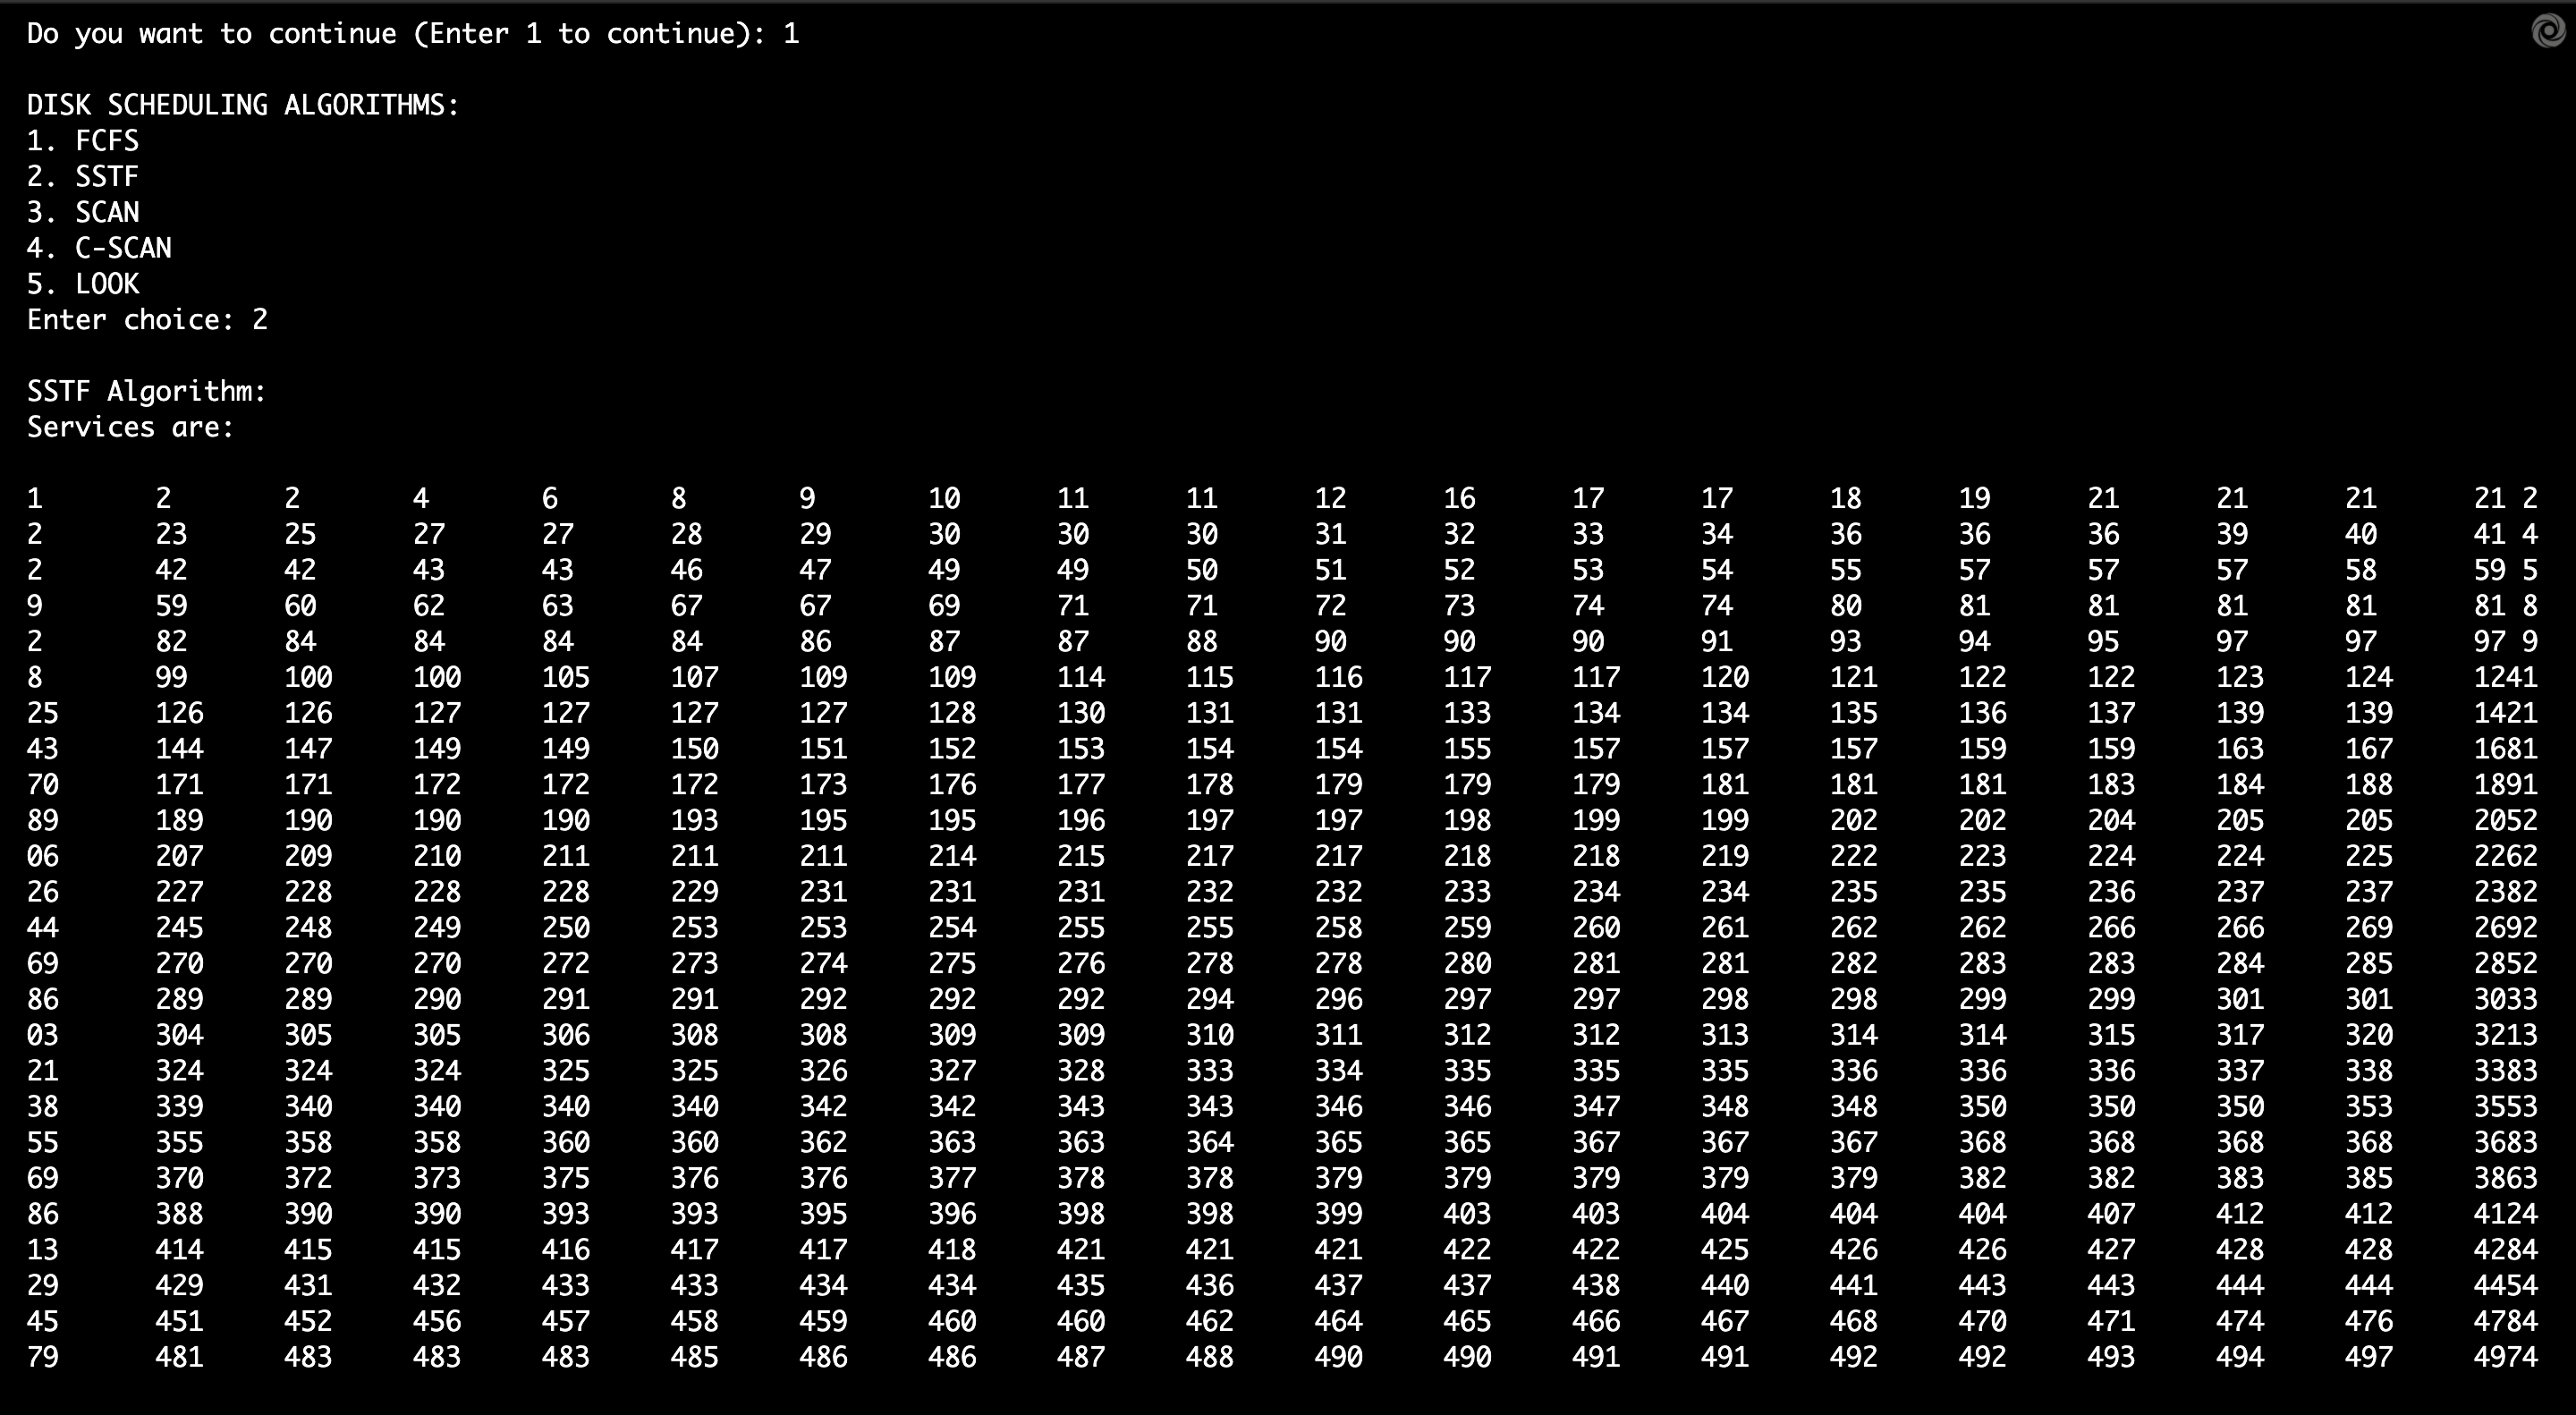 Do you want to continue (Enter 1 to continue): 1
DISK SCHEDULING ALGORITHMS:
1. FCFS
2. SSTF
3. SCAN
4. C-SCAN
5. LOOK
Enter choice: 2
SSTF Algorithm:
Services are:
1 2 2 4 6 8 9 10 11 11 12 16 17 17 18 19 21 21 21 21 2
2 23 25 27 27 28 29 30 30 30 31 32 33 34 36 36 36 39 40 41 4
2 42 42 43 43 46 47 49 49 50 51 52 53 54 55 57 57 57 58 59 5
9 59 60 62 63 67 67 69 71 71 72 73 74 74 80 81 81 81 81 81 8
2 82 84 84 84 84 86 87 87 88 90 90 90 91 93 94 95 97 97 97 9
8 99 100 100 105 107 109 109 114 115 116 117 117 120 121 122 122 123 124 1241
25 126 126 127 127 127 127 128 130 131 131 133 134 134 135 136 137 139 139 1421
43 144 147 149 149 150 151 152 153 154 154 155 157 157 157 159 159 163 167 1681
70 171 171 172 172 172 173 176 177 178 179 179 179 181 181 181 183 184 188 1891
89 189 190 190 190 193 195 195 196 197 197 198 199 199 202 202 204 205 205 2052
06 207 209 210 211 211 211 214 215 217 217 218 218 219 222 223 224 224 225 2262
26 227 228 228 228 229 231 231 231 232 232 233 234 234 235 235 236 237 237 2382
44 245 248 249 250 253 253 254 255 255 258 259 260 261 262 262 266 266 269 2692
69 270 270 270 272 273 274 275 276 278 278 280 281 281 282 283 283 284 285 2852
86 289 289 290 291 291 292 292 292 294 296 297 297 298 298 299 299 301 301 3033
03 304 305 305 306 308 308 309 309 310 311 312 312 313 314 314 315 317 320 3213
21 324 324 324 325 325 326 327 328 333 334 335 335 335 336 336 336 337 338 3383
38 339 340 340 340 340 342 342 343 343 346 346 347 348 348 350 350 350 353 3553
55 355 358 358 360 360 362 363 363 364 365 365 367 367 367 368 368 368 368 3683
69 370 372 373 375 376 376 377 378 378 379 379 379 379 379 382 382 383 385 3863
86 388 390 390 393 393 395 396 398 398 399 403 403 404 404 404 407 412 412 4124
13 414 415 415 416 417 417 418 421 421 421 422 422 425 426 426 427 428 428 4284
29 429 431 432 433 433 434 434 435 436 437 437 438 440 441 443 443 444 444 4454
45 451 452 456 457 458 459 460 460 462 464 465 466 467 468 470 471 474 476 4784
79 481 483 483 483 485 486 486 487 488 490 490 491 491 492 492 493 494 497 4974